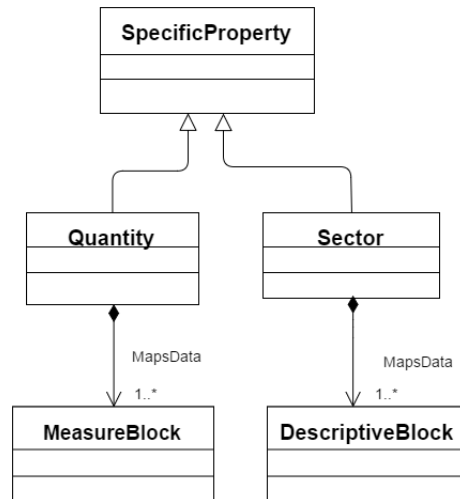 SpecificProperty
Quantity
Sector
MapsData
MapsData
1..*
1..*
MeasureBlock
DescriptiveBlock